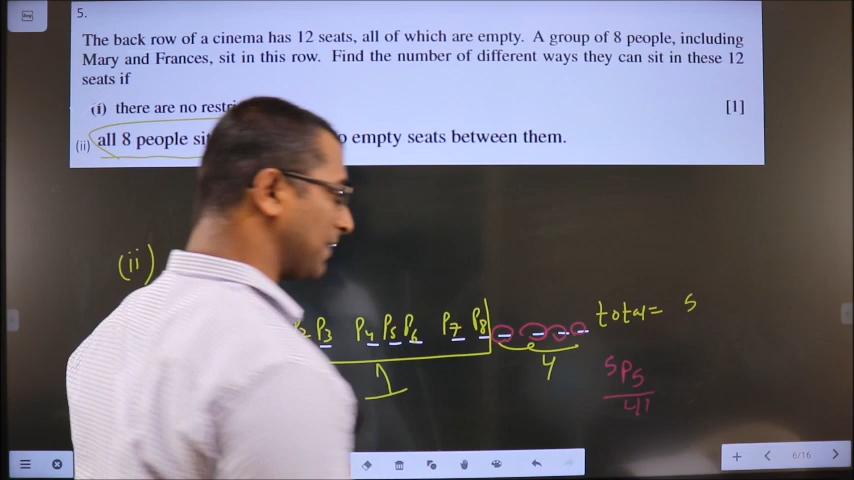 5.
The back row of a cinema has 12 seats, all of which are empty. A group of 8 people, including
Mary and Frances, sit in this row. Find the number of different ways they can sit in these 12
seats if
(i) there are no restri
[1]
(ii) all 8 people sit
empty seats between them.
(ii)
P3 P4 P5 P6 P7 P8
total= 5
1
4
5P5
4!
6/16